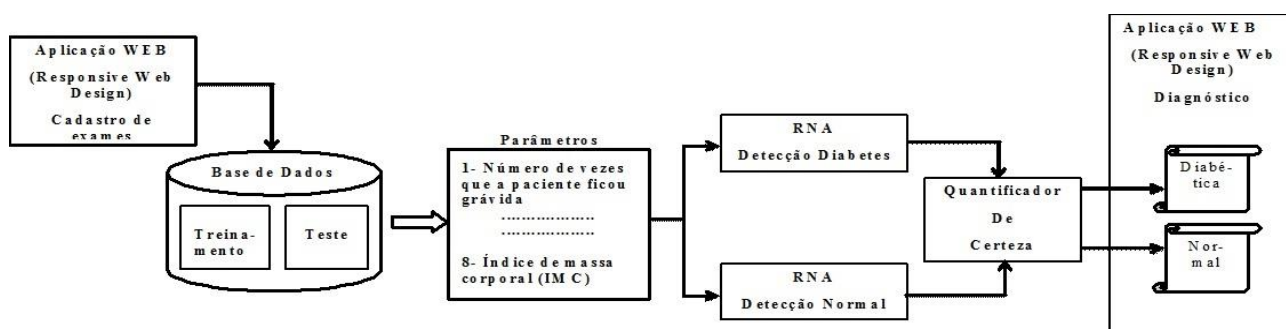 Aplicação WEB
(Responsive Web
Design)
Cadastro de
exames
Base de Dados
Treina-
mento
Teste
Parâmetros
1- Número de vezes
que a paciente ficou
grávida
...................
...................
8- Índice de massa
corporal (IMC)
RNA
Detecção Diabetes
RNA
Detecção Normal
Quantificador
De
Certeza
Aplicação WEB
(Responsive Web
Design)
Diagnóstico
Diabé-
tica
Nor-
mal